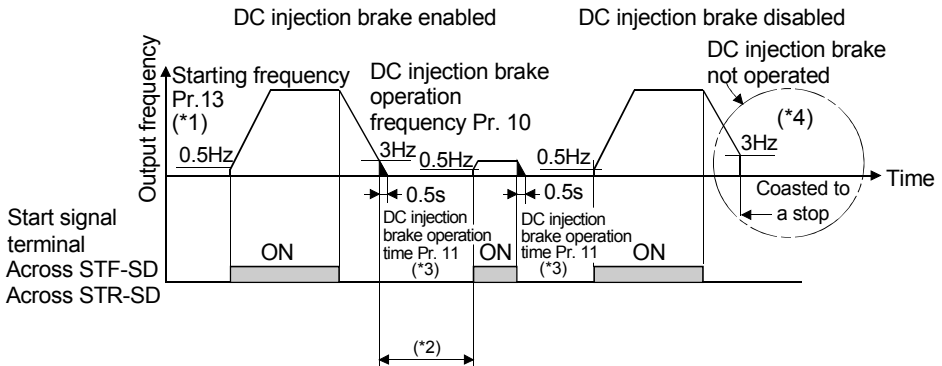 DC injection brake enabled
DC injection brake disabled
Output frequency
Starting frequency
Pr.13
(*1)
0.5Hz
DC injection brake
operation
frequency Pr. 10
3Hz
0.5Hz
0.5Hz
DC injection brake
not operated
(*4)
3Hz
Time
0.5s
DC injection
brake operation
time Pr. 11
(*3)
0.5s
DC injection
brake operation
time Pr. 11
(*3)
Coasted to
a stop
Start signal
terminal
Across STF-SD
Across STR-SD
ON
ON
ON
(*2)